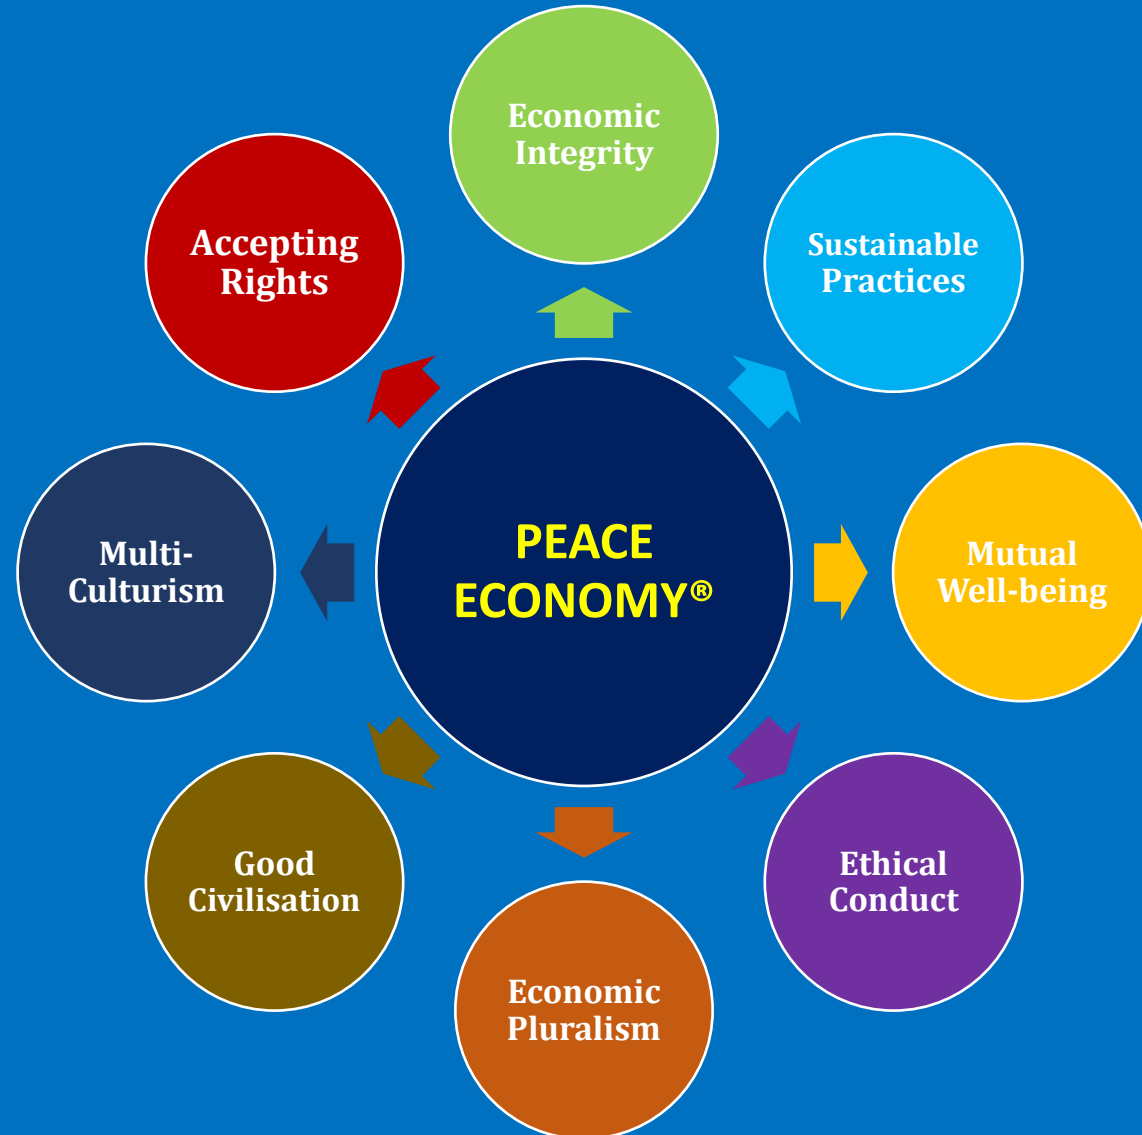 Economic
Integrity
Sustainable
Practices
Mutual
Well-being
Ethical
Conduct
Economic
Pluralism
Good
Civilisation
Multi-
Culturism
Accepting
Rights
PEACE
ECONOMY®